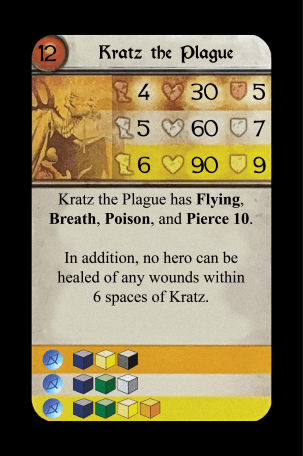 12 Kratz the Plague
4 30 5
5 60 7
6 90 9
Kratz the Plague has Flying,
Breath, Poison, and Pierce 10.
In addition, no hero can be
healed of any wounds within
6 spaces of Kratz.